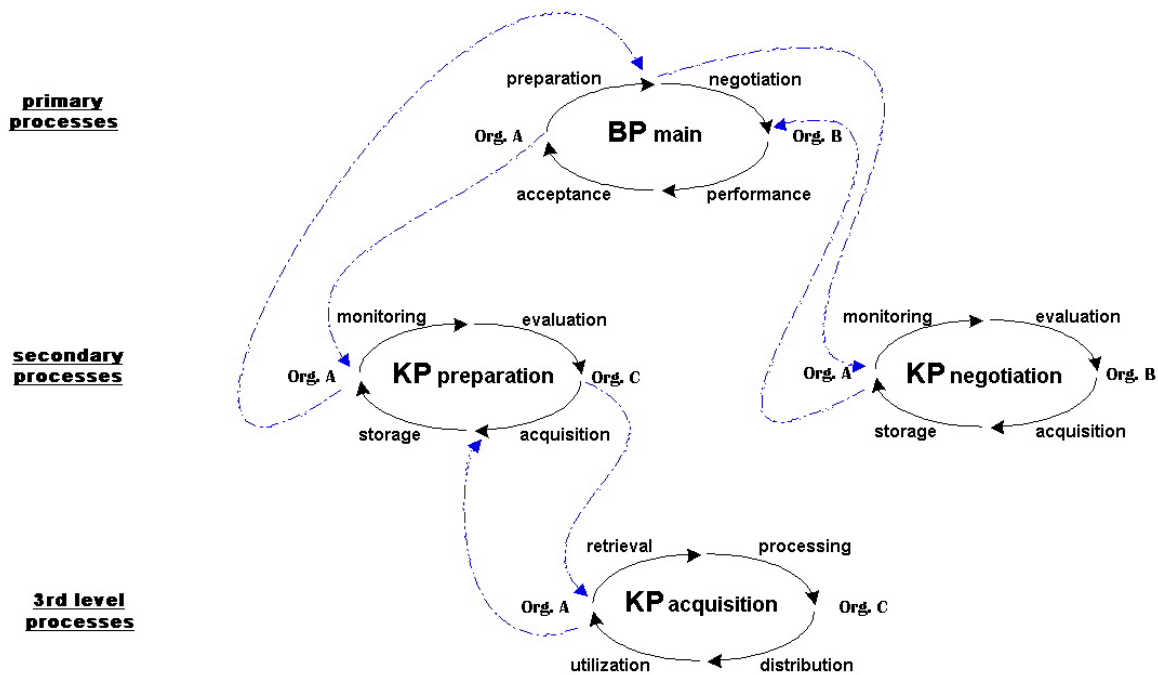 primary
processes
preparation
negotiation
Org. A
BP main
Org. B
acceptance
performance
secondary
processes
monitoring
evaluation
Org. A
KP preparation
Org. C
storage
acquisition
monitoring
evaluation
Org. A
KP negotiation
Org. B
storage
acquisition
3rd level
processes
retrieval
processing
Org. A
KP acquisition
Org. C
utilization
distribution